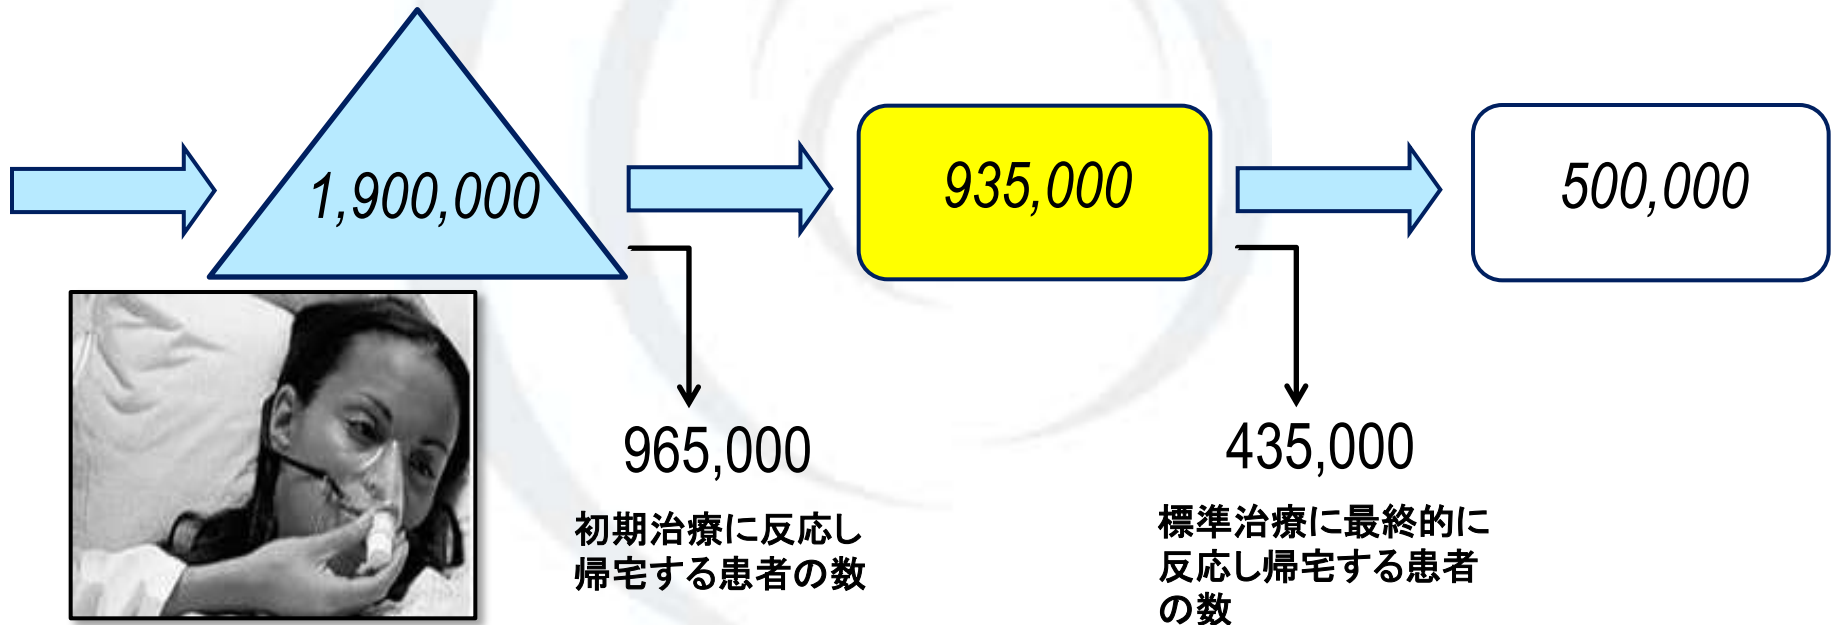 1,900,000
935,000
500,000
965,000
初期治療に反応し
帰宅する患者の数
435,000
標準治療に最終的に
反応し帰宅する患者
の数